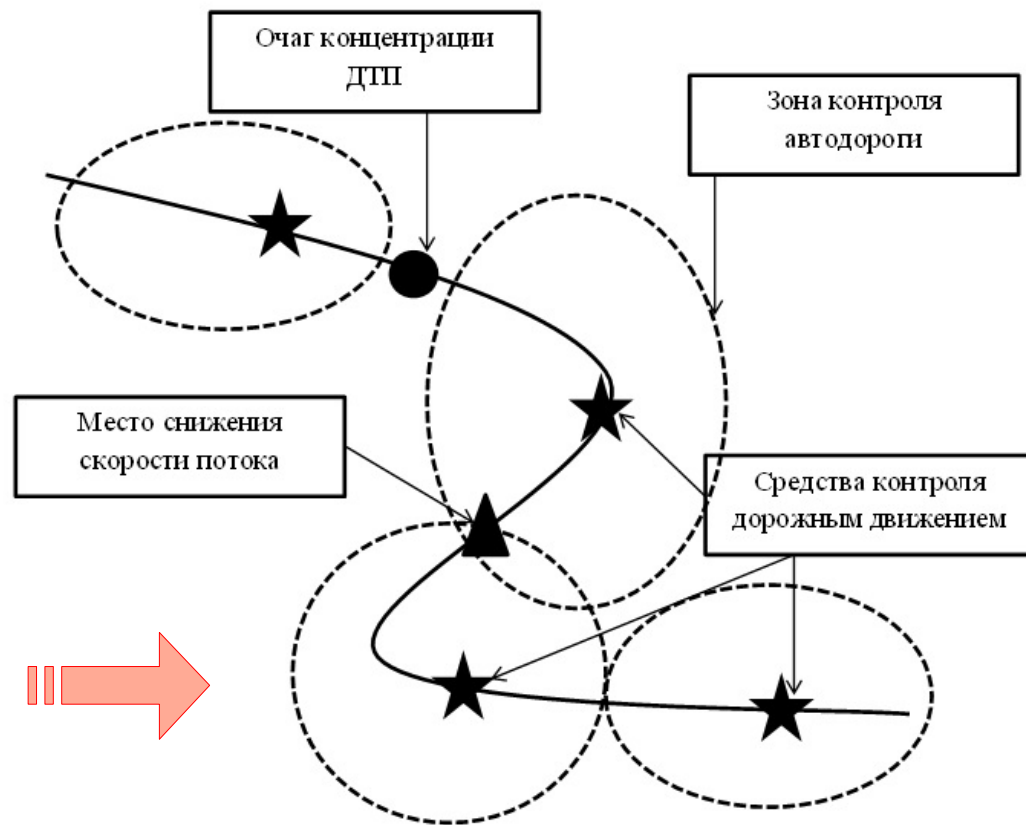 Очаг концентрации
ДТП
Зона контроля
автодороги
Место снижения
скорости потока
Средства контроля
дорожным движением